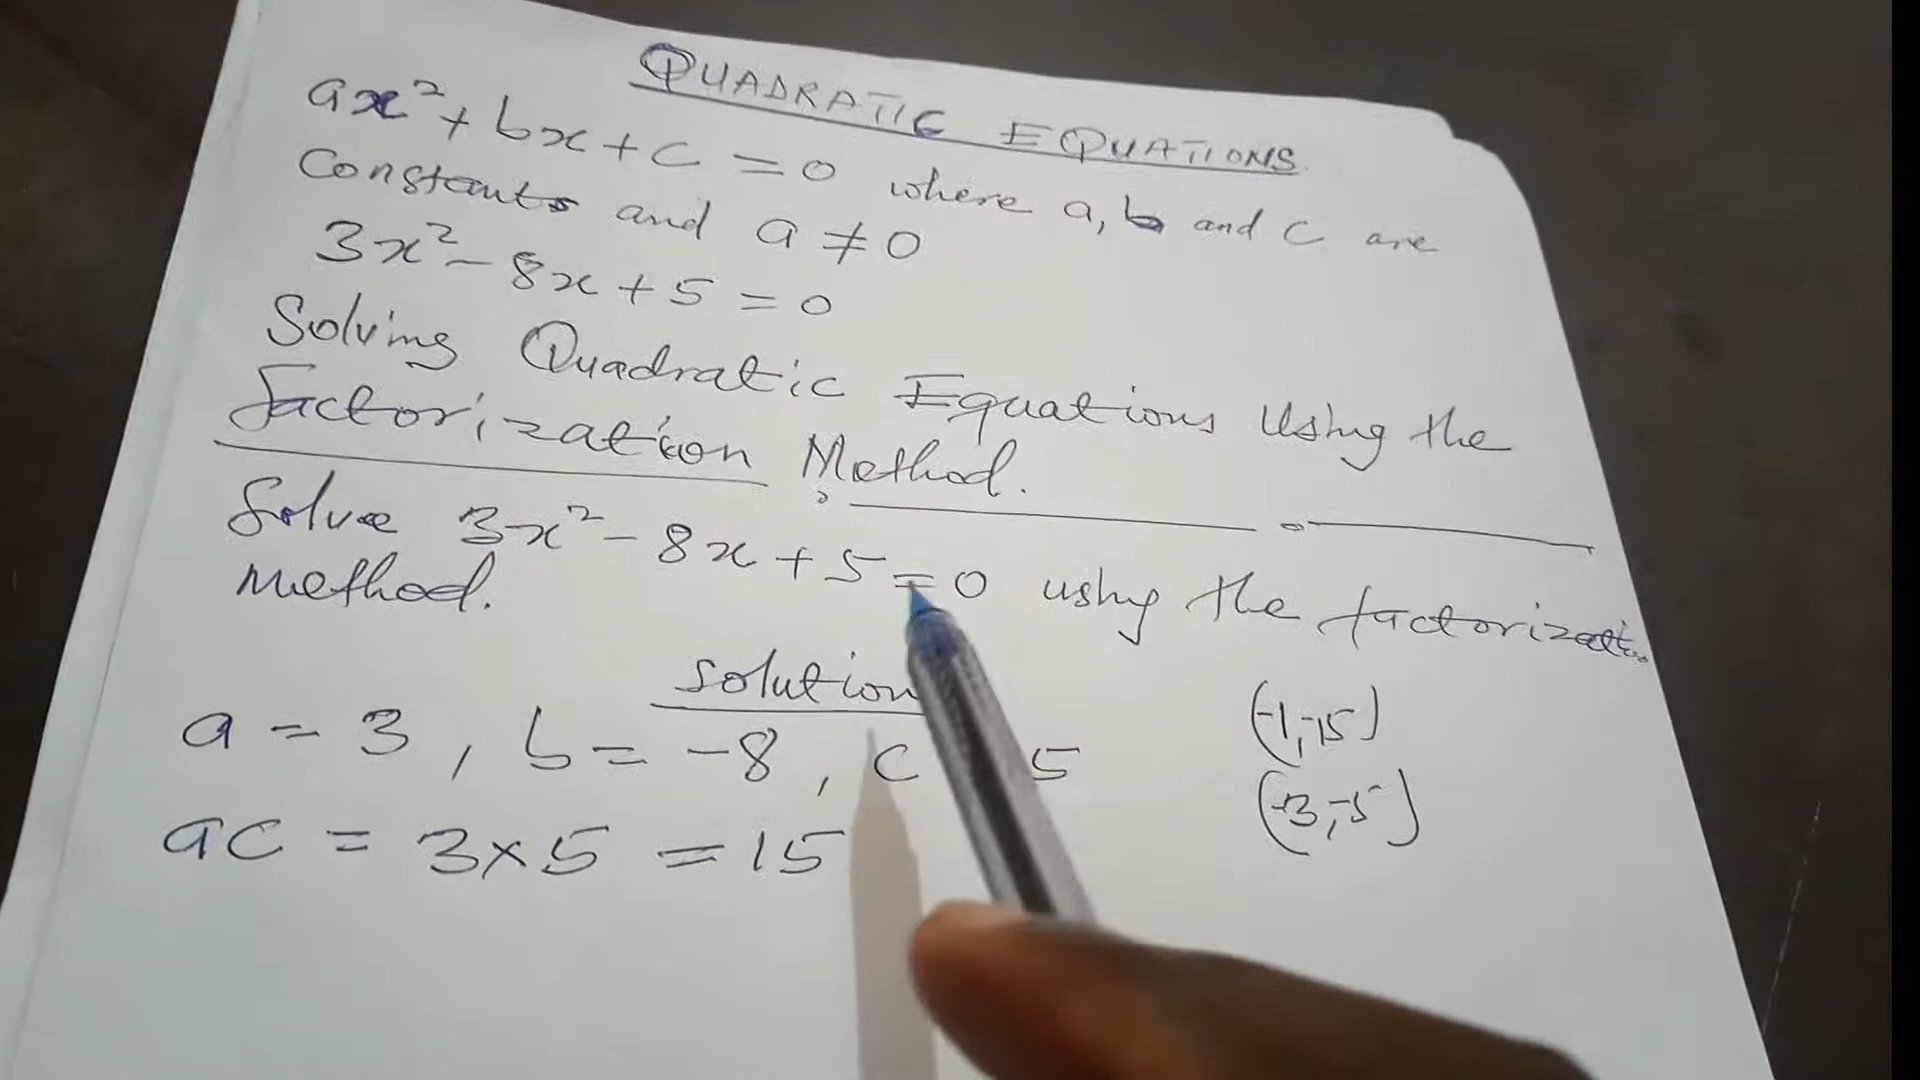 QUADRATIC EQUATIONS
ax² + bx + c = 0 where a, b and c are
Constants and a ≠ 0
3x² - 8x + 5 = 0
Solving Quadratic Equations Using the
Factorization Method.
Solve 3x² - 8x + 5 = 0 using the factorization
method.
solution
a = 3 , b = -8 , c 5
ac = 3×5 = 15
(-1,-15)
(-3,-5)